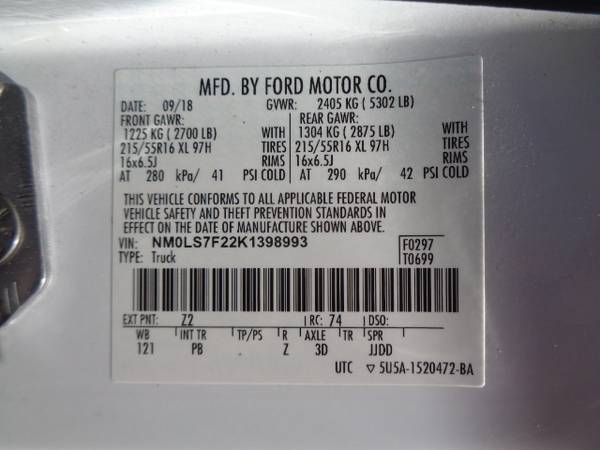 MFD. BY FORD MOTOR CO.
DATE: 09/18 GVWR: 2405 KG ( 5302 LB)
FRONT GAWR: REAR GAWR:
1225 KG ( 2700 LB) WITH 1304 KG ( 2875 LB) WITH
215/55R16 XL 97H TIRES 215/55R16 XL 97H TIRES
16x6.5J RIMS 16x6.5J RIMS
AT 280 kPa/ 41 PSI COLD AT 290 kPa/ 42 PSI COLD
THIS VEHICLE CONFORMS TO ALL APPLICABLE FEDERAL MOTOR
VEHICLE SAFETY AND THEFT PREVENTION STANDARDS IN
EFFECT ON THE DATE OF MANUFACTURE SHOWN ABOVE.
VIN: NM0LS7F22K1398993 F0297
TYPE: Truck T0699
EXT PNT: Z2 RC: 74 DSO:
WB INT TR TP/PS R AXLE TR SPR
121 PB Z 3D JJDD
UTC ▽ 5U5A-1520472-BA